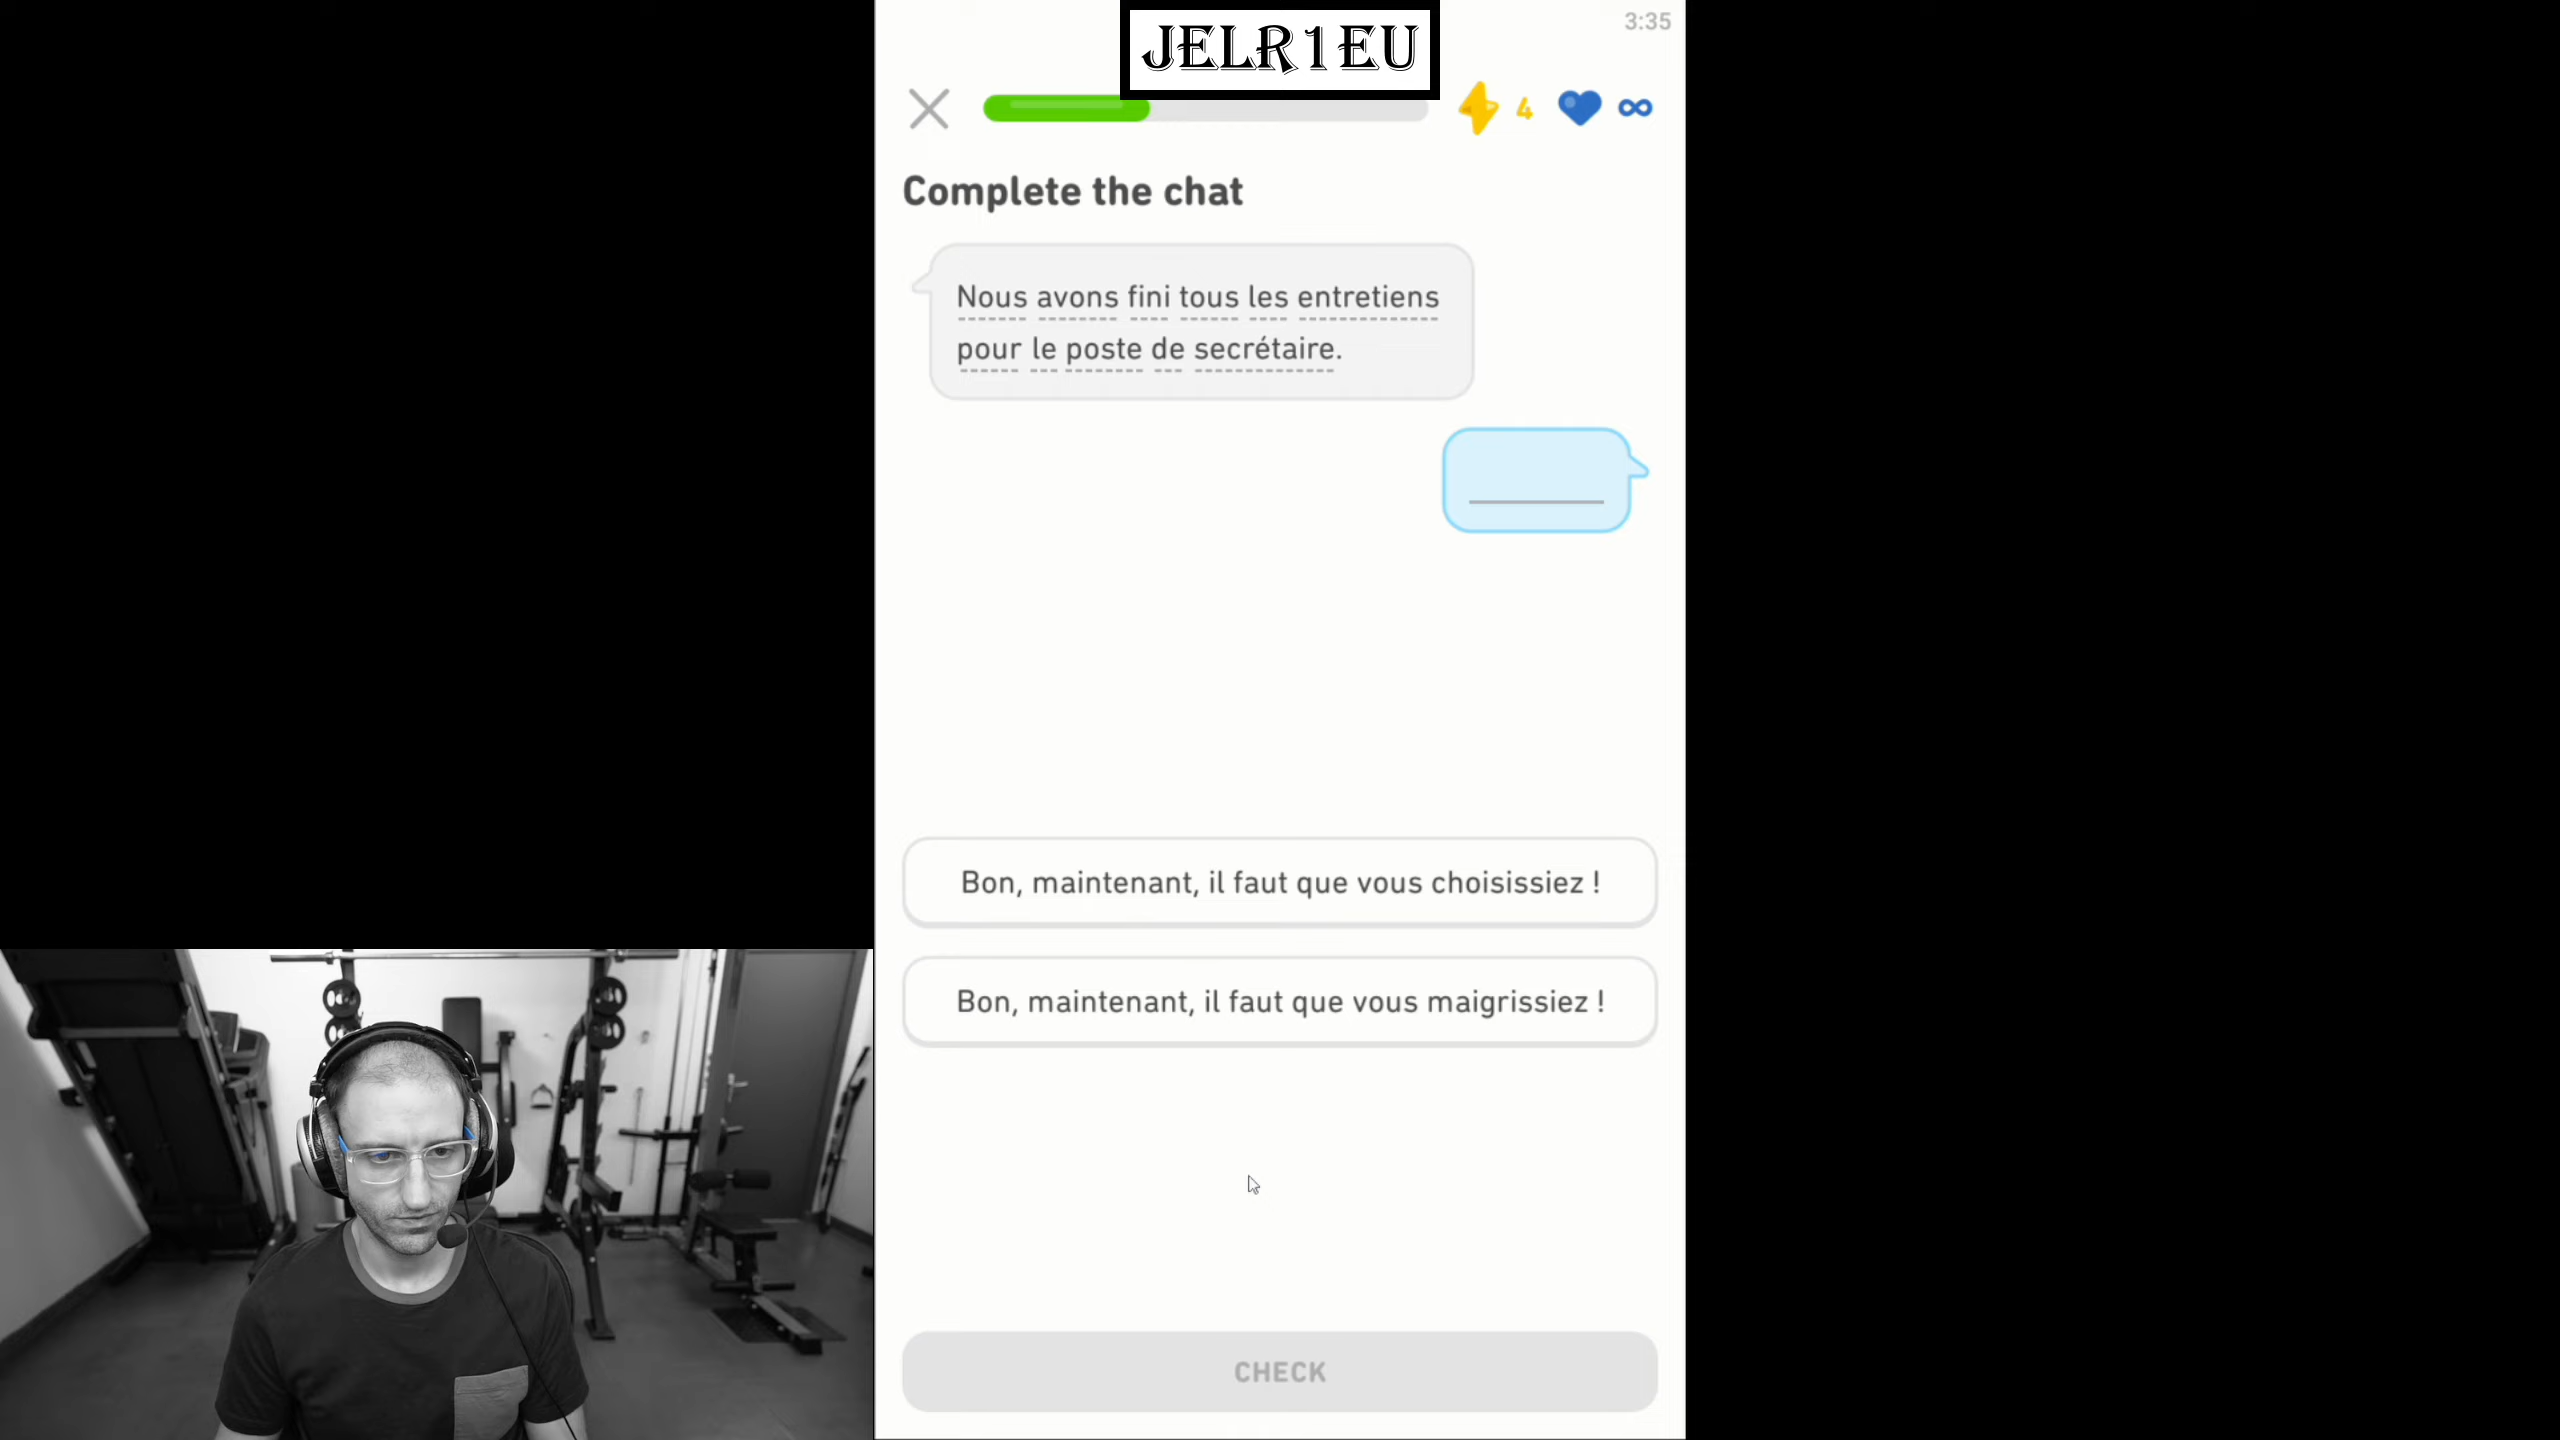 3:35
JELR1EU
4 ∞
Complete the chat
Nous avons fini tous les entretiens
pour le poste de secrétaire.
Bon, maintenant, il faut que vous choisissiez !
Bon, maintenant, il faut que vous maigrissiez !
CHECK